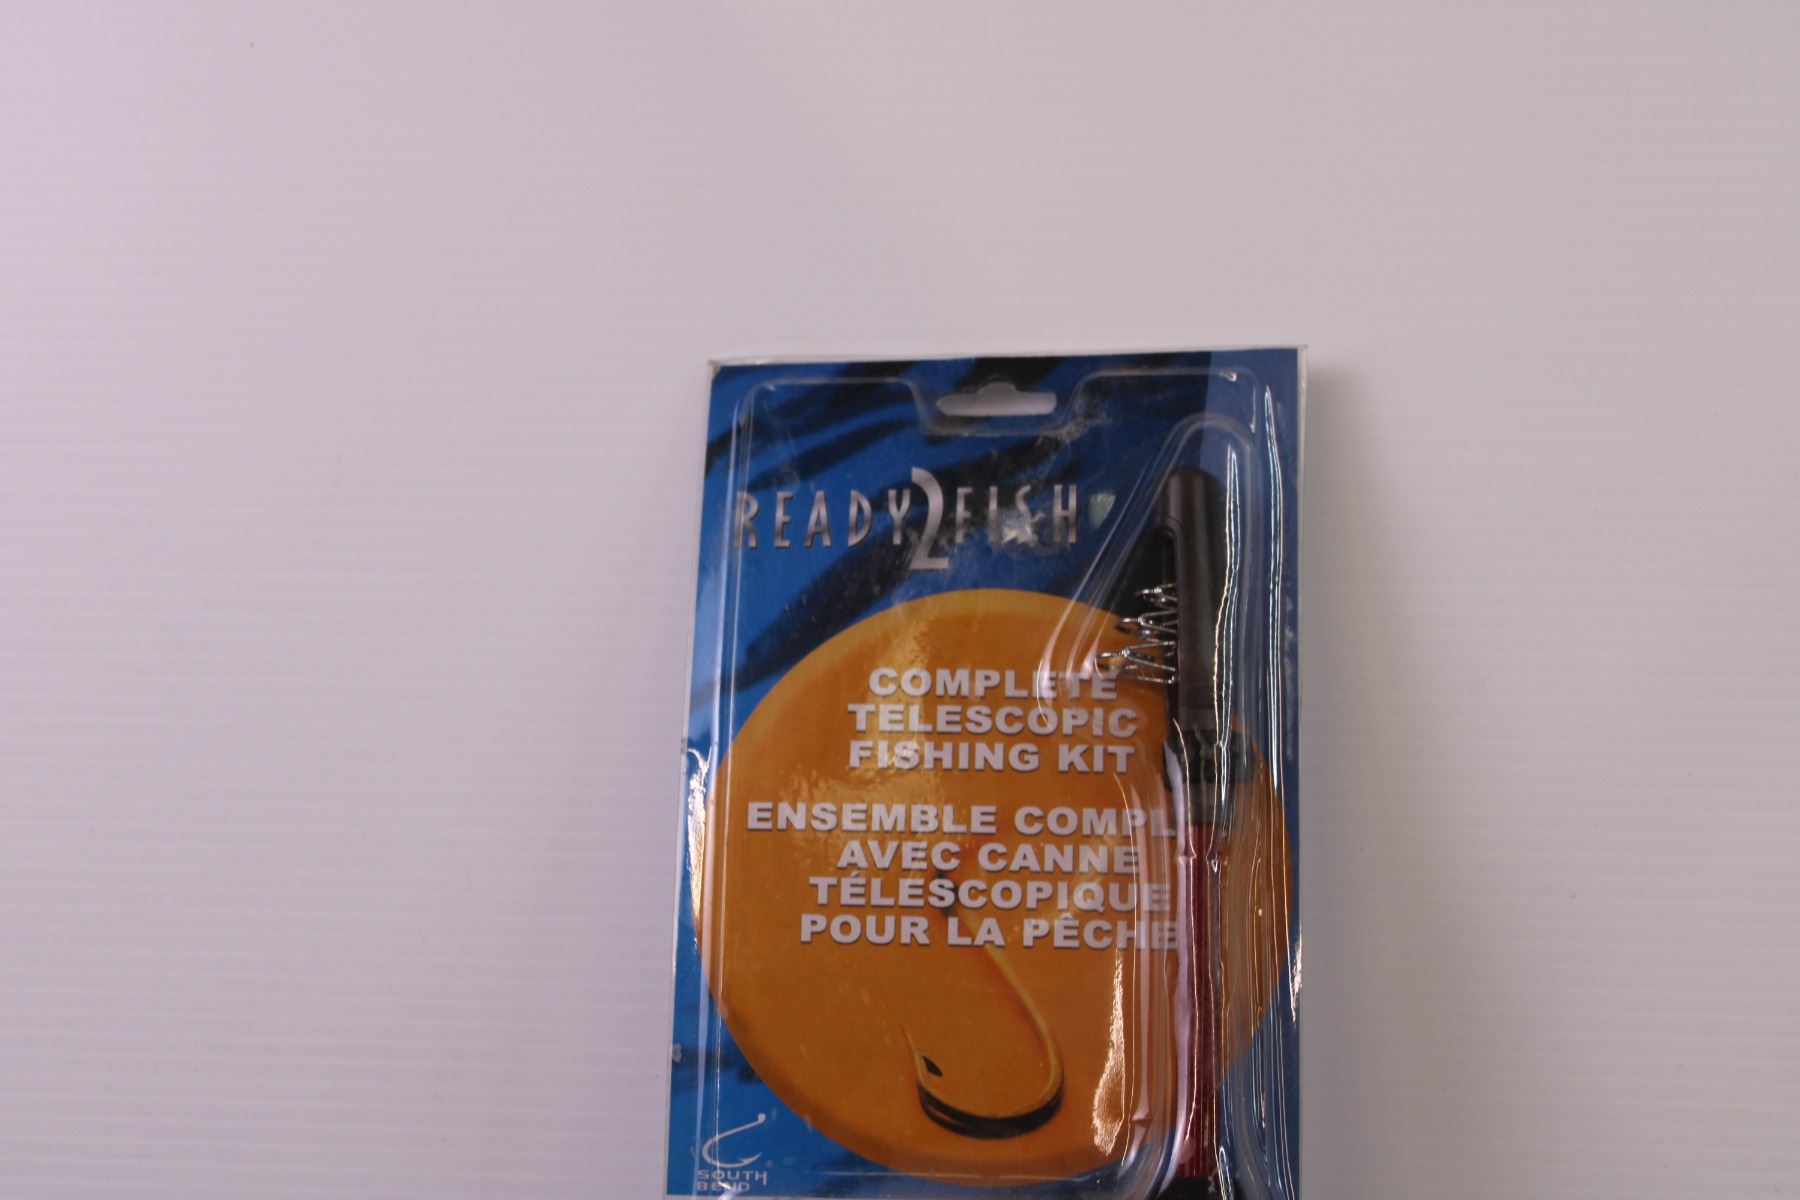 READY2FISH
COMPLETE
TELESCOPIC
FISHING KIT
ENSEMBLE COMPL
AVEC CANNE
TÉLESCOPIQUE
POUR LA PÊCHE
SOUTH
BEND